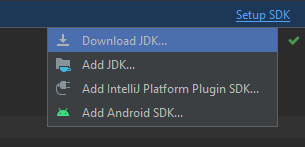 Setup SDK
Download JDK...
Add JDK...
Add IntelliJ Platform Plugin SDK...
Add Android SDK...